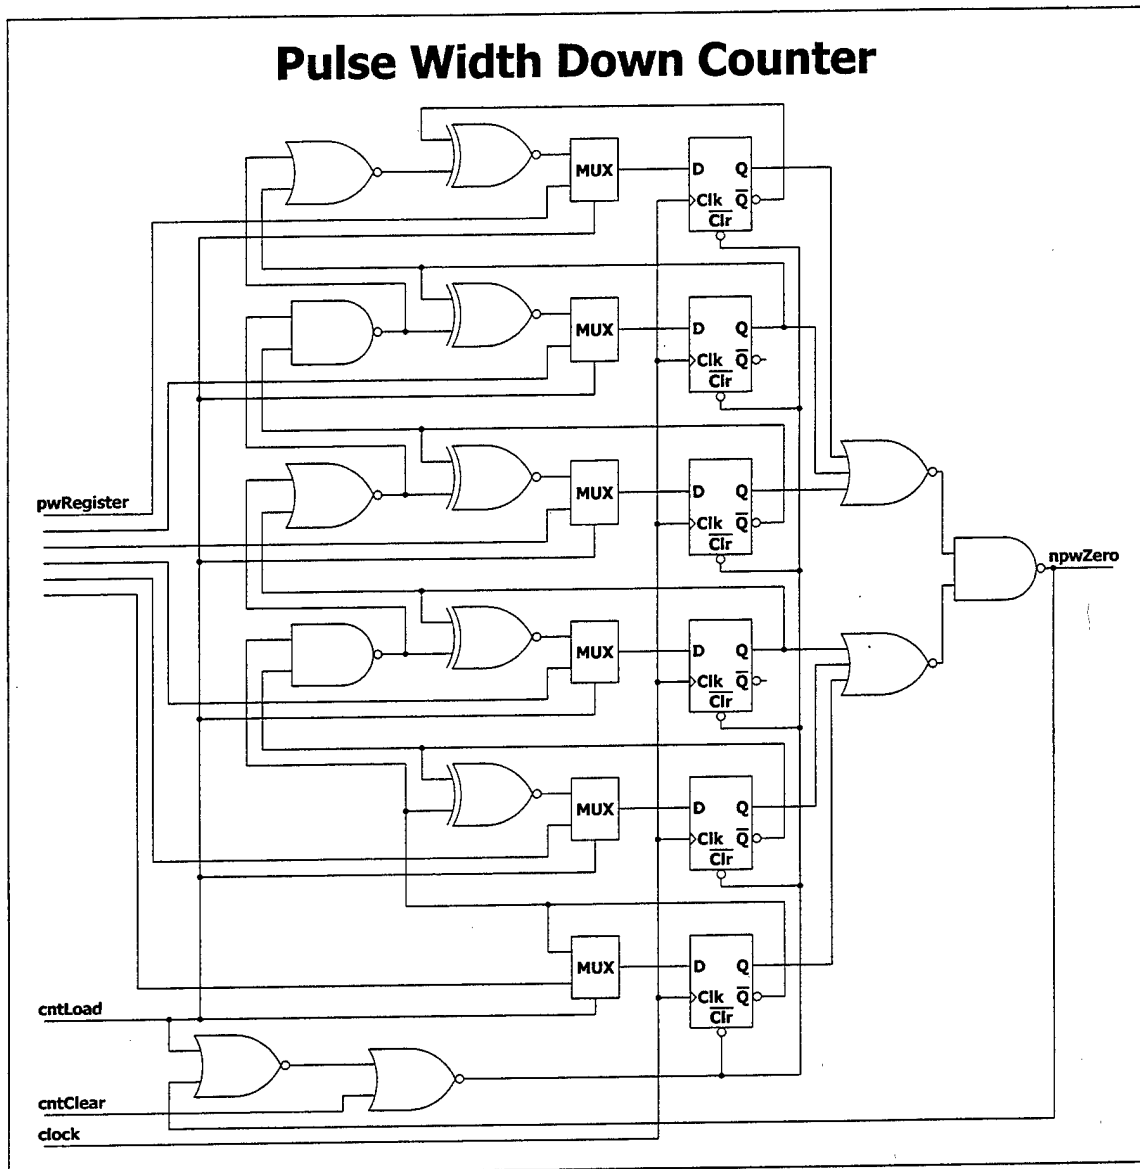 Pulse Width Down Counter
MUX
D Q
Clk Q
Clr
MUX
D Q
Clk Q
Clr
pwRegister
MUX
D Q
Clk Q
Clr
npwZero
MUX
D Q
Clk Q
Clr
MUX
D Q
Clk Q
Clr
MUX
D Q
Clk Q
Clr
cntLoad
cntClear
clock